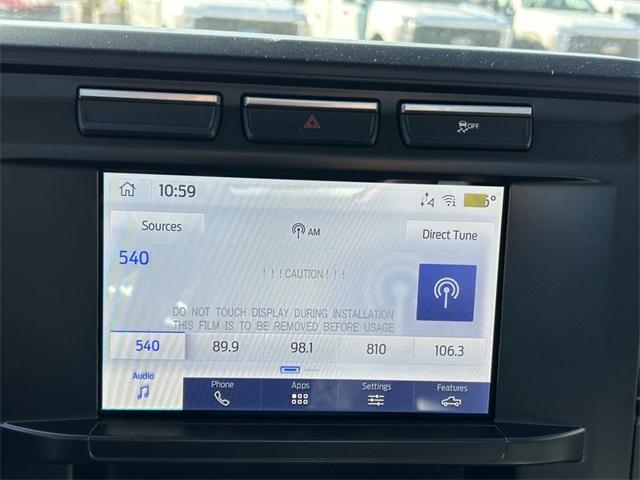 OFF
10:59
Sources
AM
Direct Tune
540
!!!CAUTION!!!
DO NOT TOUCH DISPLAY DURING INSTALLATION
THIS FILM IS TO BE REMOVED BEFORE USAGE
540 89.9 98.1 810 106.3
Audio Phone Apps Settings Features